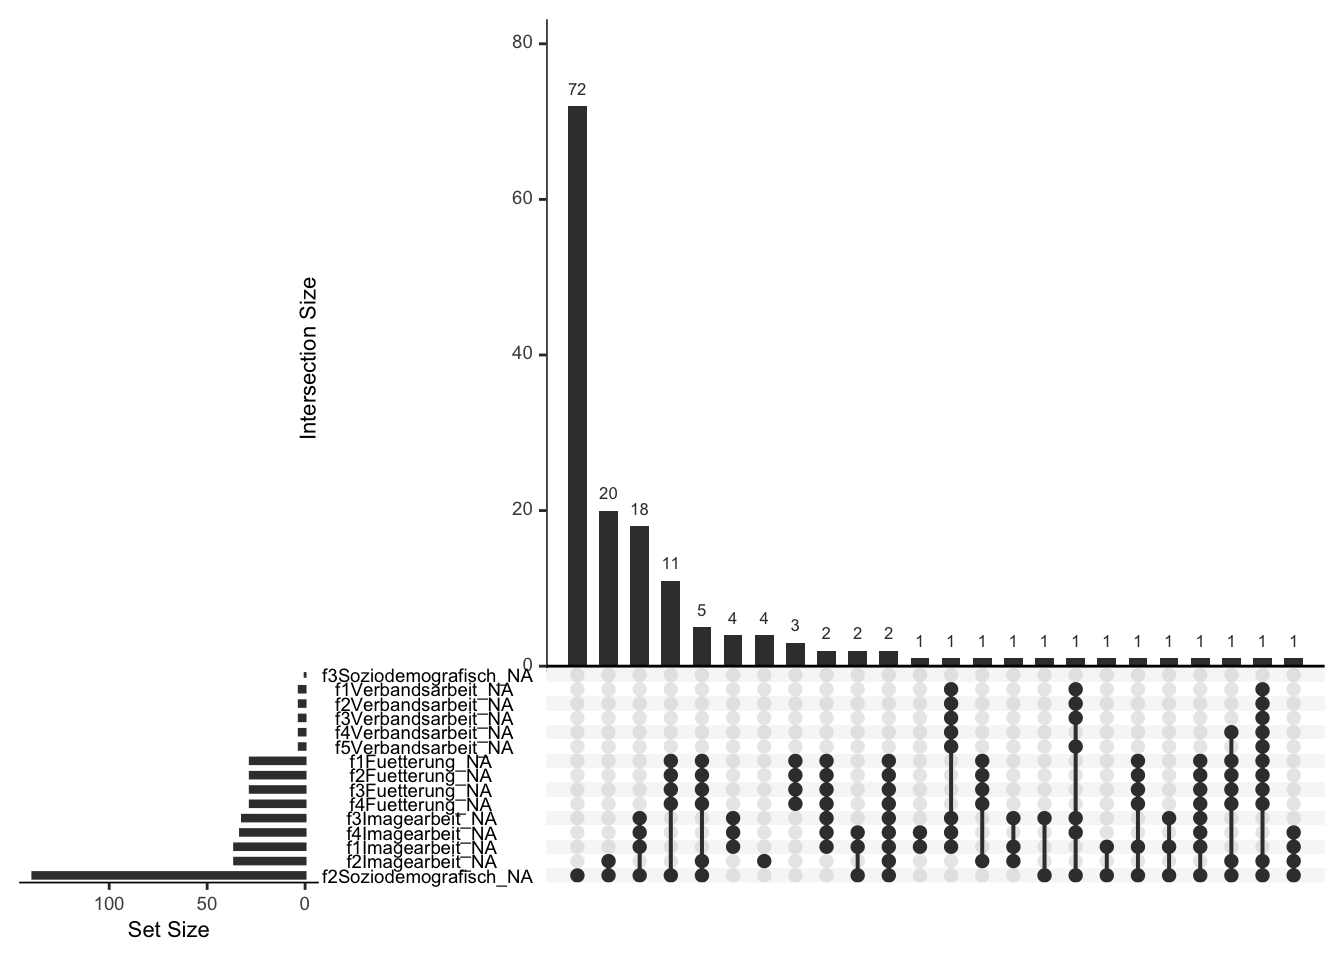 80
72
60
Intersection Size
40
20
20
18
11
5
4
4
3
2
2
2
1
1
1
1
1
1
1
1
1
1
1
1
0
f3Soziodemografisch_NA
f1Verbandsarbeit_NA
f2Verbandsarbeit_NA
f3Verbandsarbeit_NA
f4Verbandsarbeit_NA
f5Verbandsarbeit_NA
f1Fuetterung_NA
f2Fuetterung_NA
f3Fuetterung_NA
f4Fuetterung_NA
f3Imagearbeit_NA
f4Imagearbeit_NA
f1Imagearbeit_NA
f2Imagearbeit_NA
f2Soziodemografisch_NA
100 50 0
Set Size